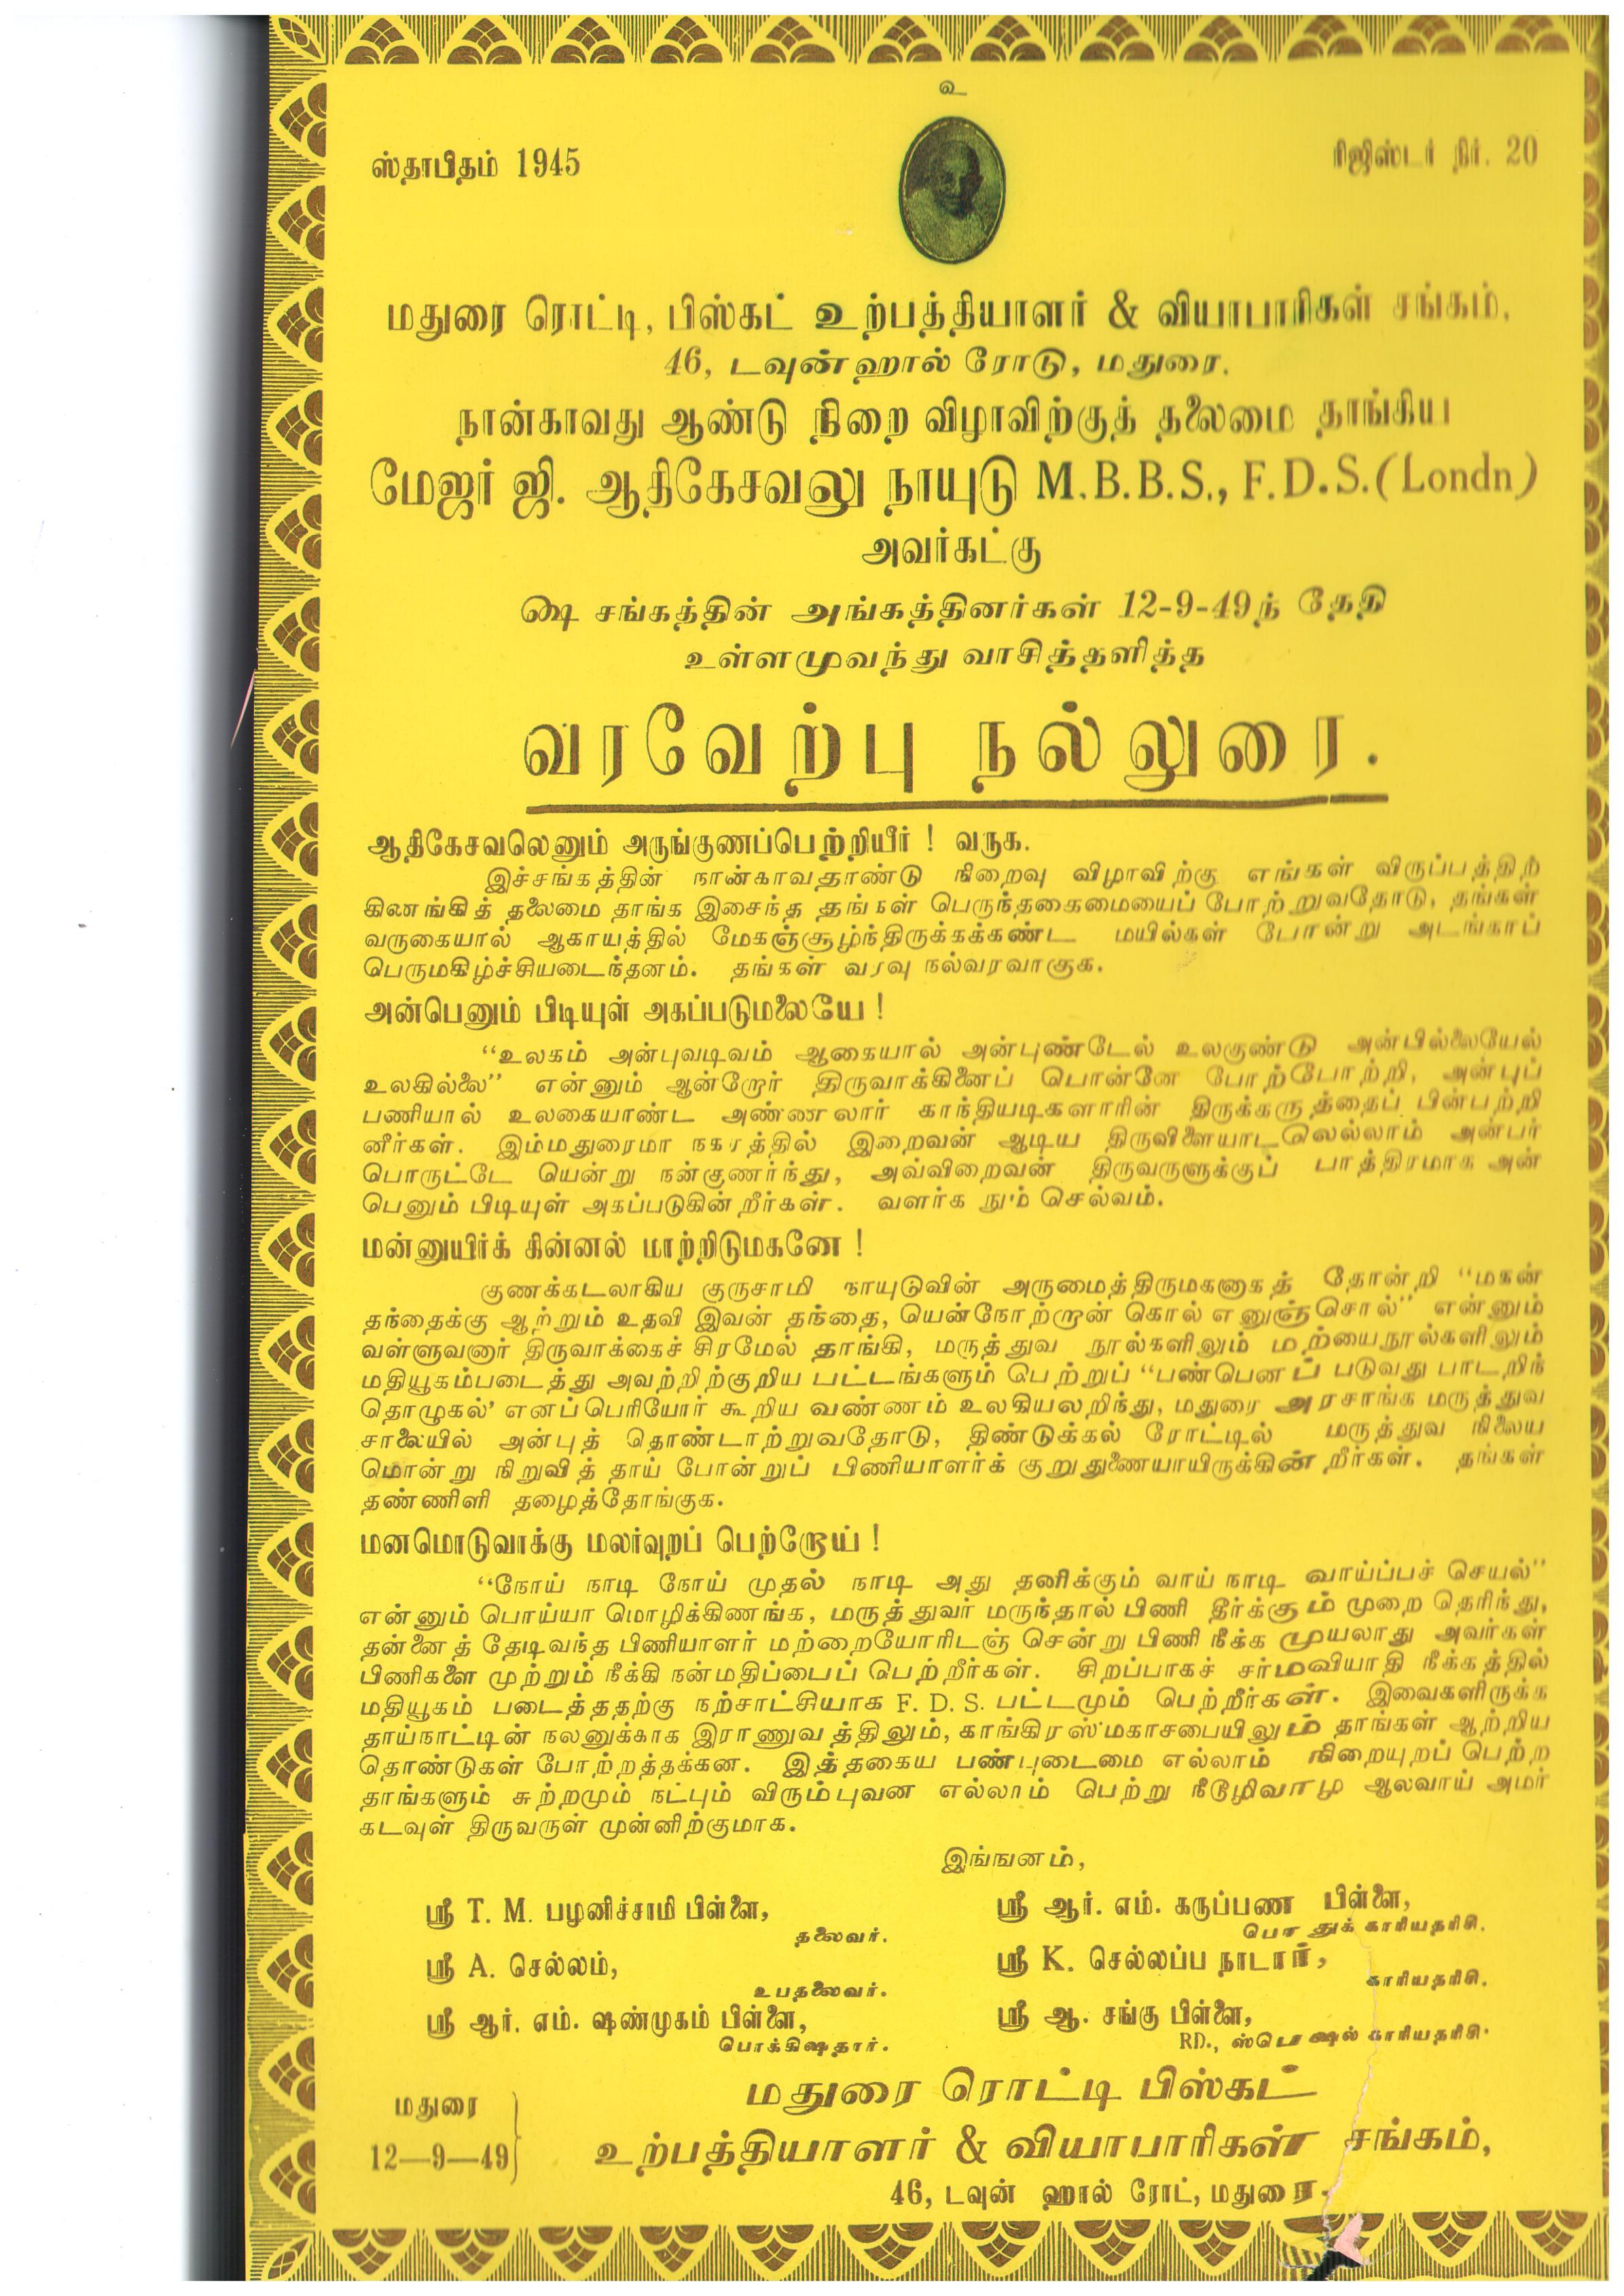 உ
ஸ்தாபிதம் 1945
ரிஜிஸ்டர் நிர். 20
மதுரை ரொட்டி, பிஸ்கட் உற்பத்தியாளர் & வியாபாரிகள் சங்கம்,
46, டவுண்ஹால் ரோடு, மதுரை.
நான்காவது ஆண்டு நிறை விழாவிற்குத் தலைமை தாங்கிய
மேஜர் ஜி. ஆதிகேசவலு நாயுடு M.B.B.S., F.D.S.(Londn)
அவர்கட்கு
ஷை சங்கத்தின் அங்கத்தினர்கள் 12-9-49ந் தேதி
உள்ளமுவந்து வாசித்தளித்த
வரவேற்பு நல்லுரை.
ஆதிகேசவலெனும் அருங்குணப்பெற்றியீர் ! வருக.
இச்சங்கத்தின் நான்காவதாண்டு நிறைவு விழாவிற்கு எங்கள் விருப்பத்திற்
கிணங்கித் தலைமை தாங்க இசைந்த தங்கள் பெருந்தகைமையைப் போற்றுவதோடு, தங்கள்
வருகையால் ஆகாயத்தில் மேகஞ்சூழ்ந்திருக்கக்கண்ட மயில்கள் போன்று அடங்காப்
பெருமகிழ்ச்சியடைந்தனம். தங்கள் வரவு நல்வரவாகுக.
அன்பெனும் பிடியுள் அகப்படுமலையே !
“உலகம் அன்புவடிவம் ஆகையால் அன்புண்டேல் உலகுண்டு அன்பில்லையேல்
உலகில்லை” என்னும் ஆன்றோர் திருவாக்கினைப் பொன்னே போற்போற்றி, அன்புப்
பணியால் உலகையாண்ட அண்ணலார் காந்தியடிகளாரின் திருக்கருத்தைப் பின்பற்றி
னீர்கள். இம்மதுரைமா நகரத்தில் இறைவன் ஆடிய திருவிளையாடலெல்லாம் அன்பர்
பொருட்டே யென்று நன்குணர்ந்து, அவ்விறைவன் திருவருளுக்குப் பாத்திரமாக அன்
பெனும் பிடியுள் அகப்படுகின்றீர்கள். வளர்க நும் செல்வம்.
மன்னுயிர்க் கின்னல் மாற்றிடுமகனே !
குணக்கடலாகிய குருசாமி நாயுடுவின் அருமைத்திருமகனாகத் தோன்றி “மகன்
தந்தைக்கு ஆற்றும் உதவி இவன் தந்தை, யென்நோற்றான் கொல் எனுஞ்சொல்” என்னும்
வள்ளுவனார் திருவாக்கைச் சிரமேல் தாங்கி, மருத்துவ நூல்களிலும் மற்யைநூல்களிலும்
மதியூகம்படைத்து அவற்றிற்குறிய பட்டங்களும் பெற்றுப் “பண்பெனப் படுவது பாடறிந்
தொழுகல்’ எனப்பெரியோர் கூறிய வண்ணம் உலகியலறிந்து, மதுரை அரசாங்க மருத்துவ
சாலையில் அன்புத் தொண்டாற்றுவதோடு, திண்டுக்கல் ரோட்டில் மருத்துவ நிலைய
மொன்று நிறுவித் தாய் போன்றுப் பிணியாளர்க் குறுதுணையாயிருக்கின்றீர்கள். தங்கள்
தண்ணிளி தழைத்தோங்குக.
மனமொடுவாக்கு மலர்வுறப் பெற்றோய் !
“நோய் நாடி நோய் முதல் நாடி அது தனிக்கும் வாய் நாடி வாய்ப்பச் செயல்”
என்னும் பொய்யா மொழிக்கிணங்க, மருத்துவர் மருந்தால் பிணி தீர்க்கும் முறை தெரிந்து,
தன்னைத் தேடிவந்த பிணியாளர் மற்றையோரிடஞ் சென்று பிணி நீக்க முயலாது அவர்கள்
பிணிகளை முற்றும் நீக்கி நன்மதிப்பைப் பெற்றீர்கள். சிறப்பாகச் சர்மவியாதி நீக்கத்தில்
மதியூகம் படைத்ததற்கு நற்சாட்சியாக F. D. S. பட்டமும் பெற்றீர்கள். இவைகளிருக்க
தாய்நாட்டின் நலனுக்காக இராணுவத்திலும், காங்கிரஸ்மகாசபையிலும் தாங்கள் ஆற்றிய
தொண்டுகள் போற்றத்தக்கன. இத்தகைய பண்புடைமை எல்லாம் நிறையுறப் பெற்ற
தாங்களும் சுற்றமும் நட்பும் விரும்புவன எல்லாம் பெற்று நீடூழிவாழ ஆலவாய் அமர்
கடவுள் திருவருள் முன்னிற்குமாக.
இங்ஙனம்,
ஸ்ரீ T. M. பழனிச்சாமி பிள்ளை,
தலைவர்.
ஸ்ரீ ஆர். எம். கருப்பண பிள்ளை,
பொதுக் காரியதரிசி.
ஸ்ரீ A. செல்லம்,
உபதலைவர்.
ஸ்ரீ K. செல்லப்ப நாடார்,
காரியதரிசி.
ஸ்ரீ ஆர். எம். ஷண்முகம் பிள்ளை,
பொக்கிஷதார்.
ஸ்ரீ ஆ. சங்கு பிள்ளை,
RD., ஸ்பெஷல் காரியதரிசி.
மதுரை
12—9—49
மதுரை ரொட்டி பிஸ்கட்
உற்பத்தியாளர் & வியாபாரிகள் சங்கம்,
46, டவுன் ஹால் ரோட், மதுரை.